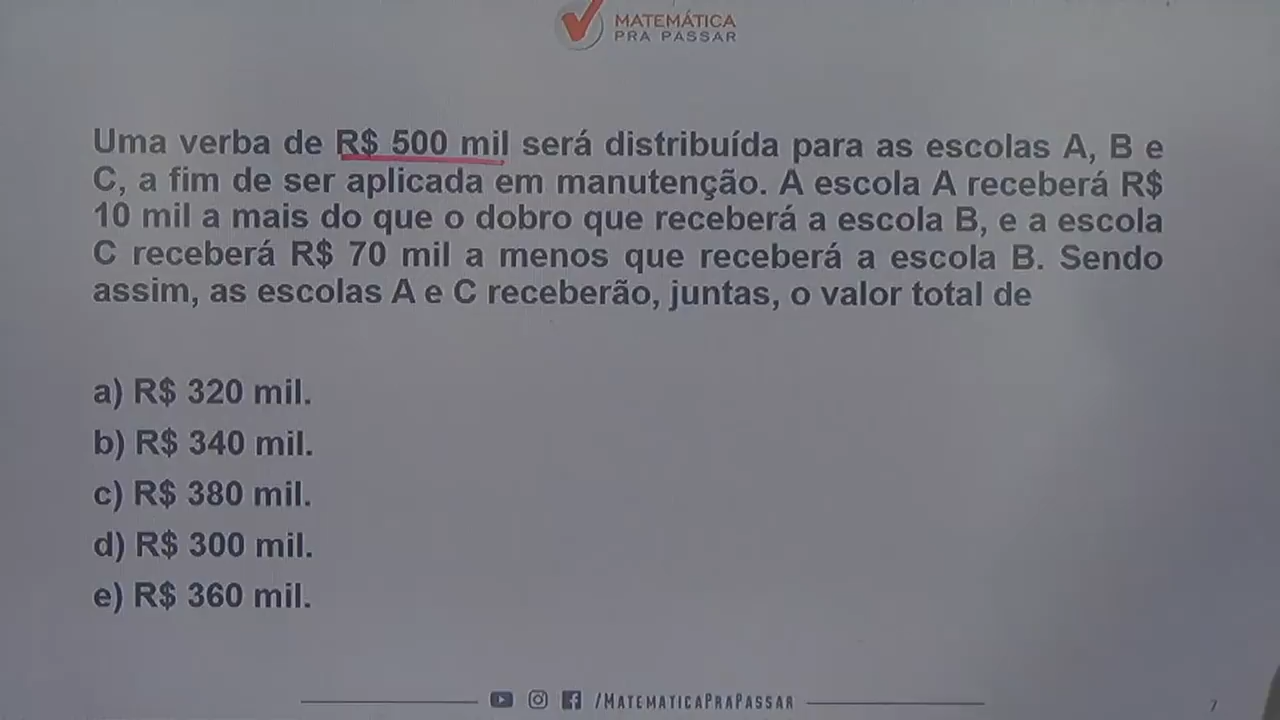 MATEMÁTICA
PRA PASSAR
Uma verba de R$ 500 mil será distribuída para as escolas A, B e
C, a fim de ser aplicada em manutenção. A escola A receberá R$
10 mil a mais do que o dobro que receberá a escola B, e a escola
C receberá R$ 70 mil a menos que receberá a escola B. Sendo
assim, as escolas A e C receberão, juntas, o valor total de
a) R$ 320 mil.
b) R$ 340 mil.
c) R$ 380 mil.
d) R$ 300 mil.
e) R$ 360 mil.
/MATEMATICAPRAPASSAR
7